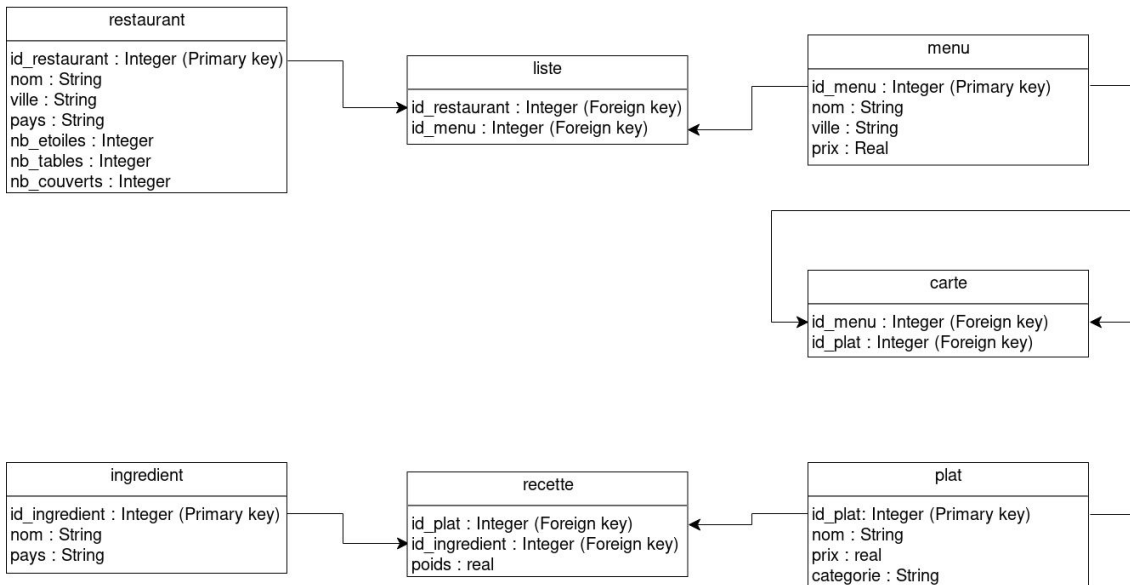 restaurant
id_restaurant : Integer (Primary key)
nom : String
ville : String
pays : String
nb_etoiles : Integer
nb_tables : Integer
nb_couverts : Integer
liste
id_restaurant : Integer (Foreign key)
id_menu : Integer (Foreign key)
menu
id_menu : Integer (Primary key)
nom : String
ville : String
prix : Real
carte
id_menu : Integer (Foreign key)
id_plat : Integer (Foreign key)
ingredient
id_ingredient : Integer (Primary key)
nom : String
pays : String
recette
id_plat : Integer (Foreign key)
id_ingredient : Integer (Foreign key)
poids : real
plat
id_plat: Integer (Primary key)
nom : String
prix : real
categorie : String